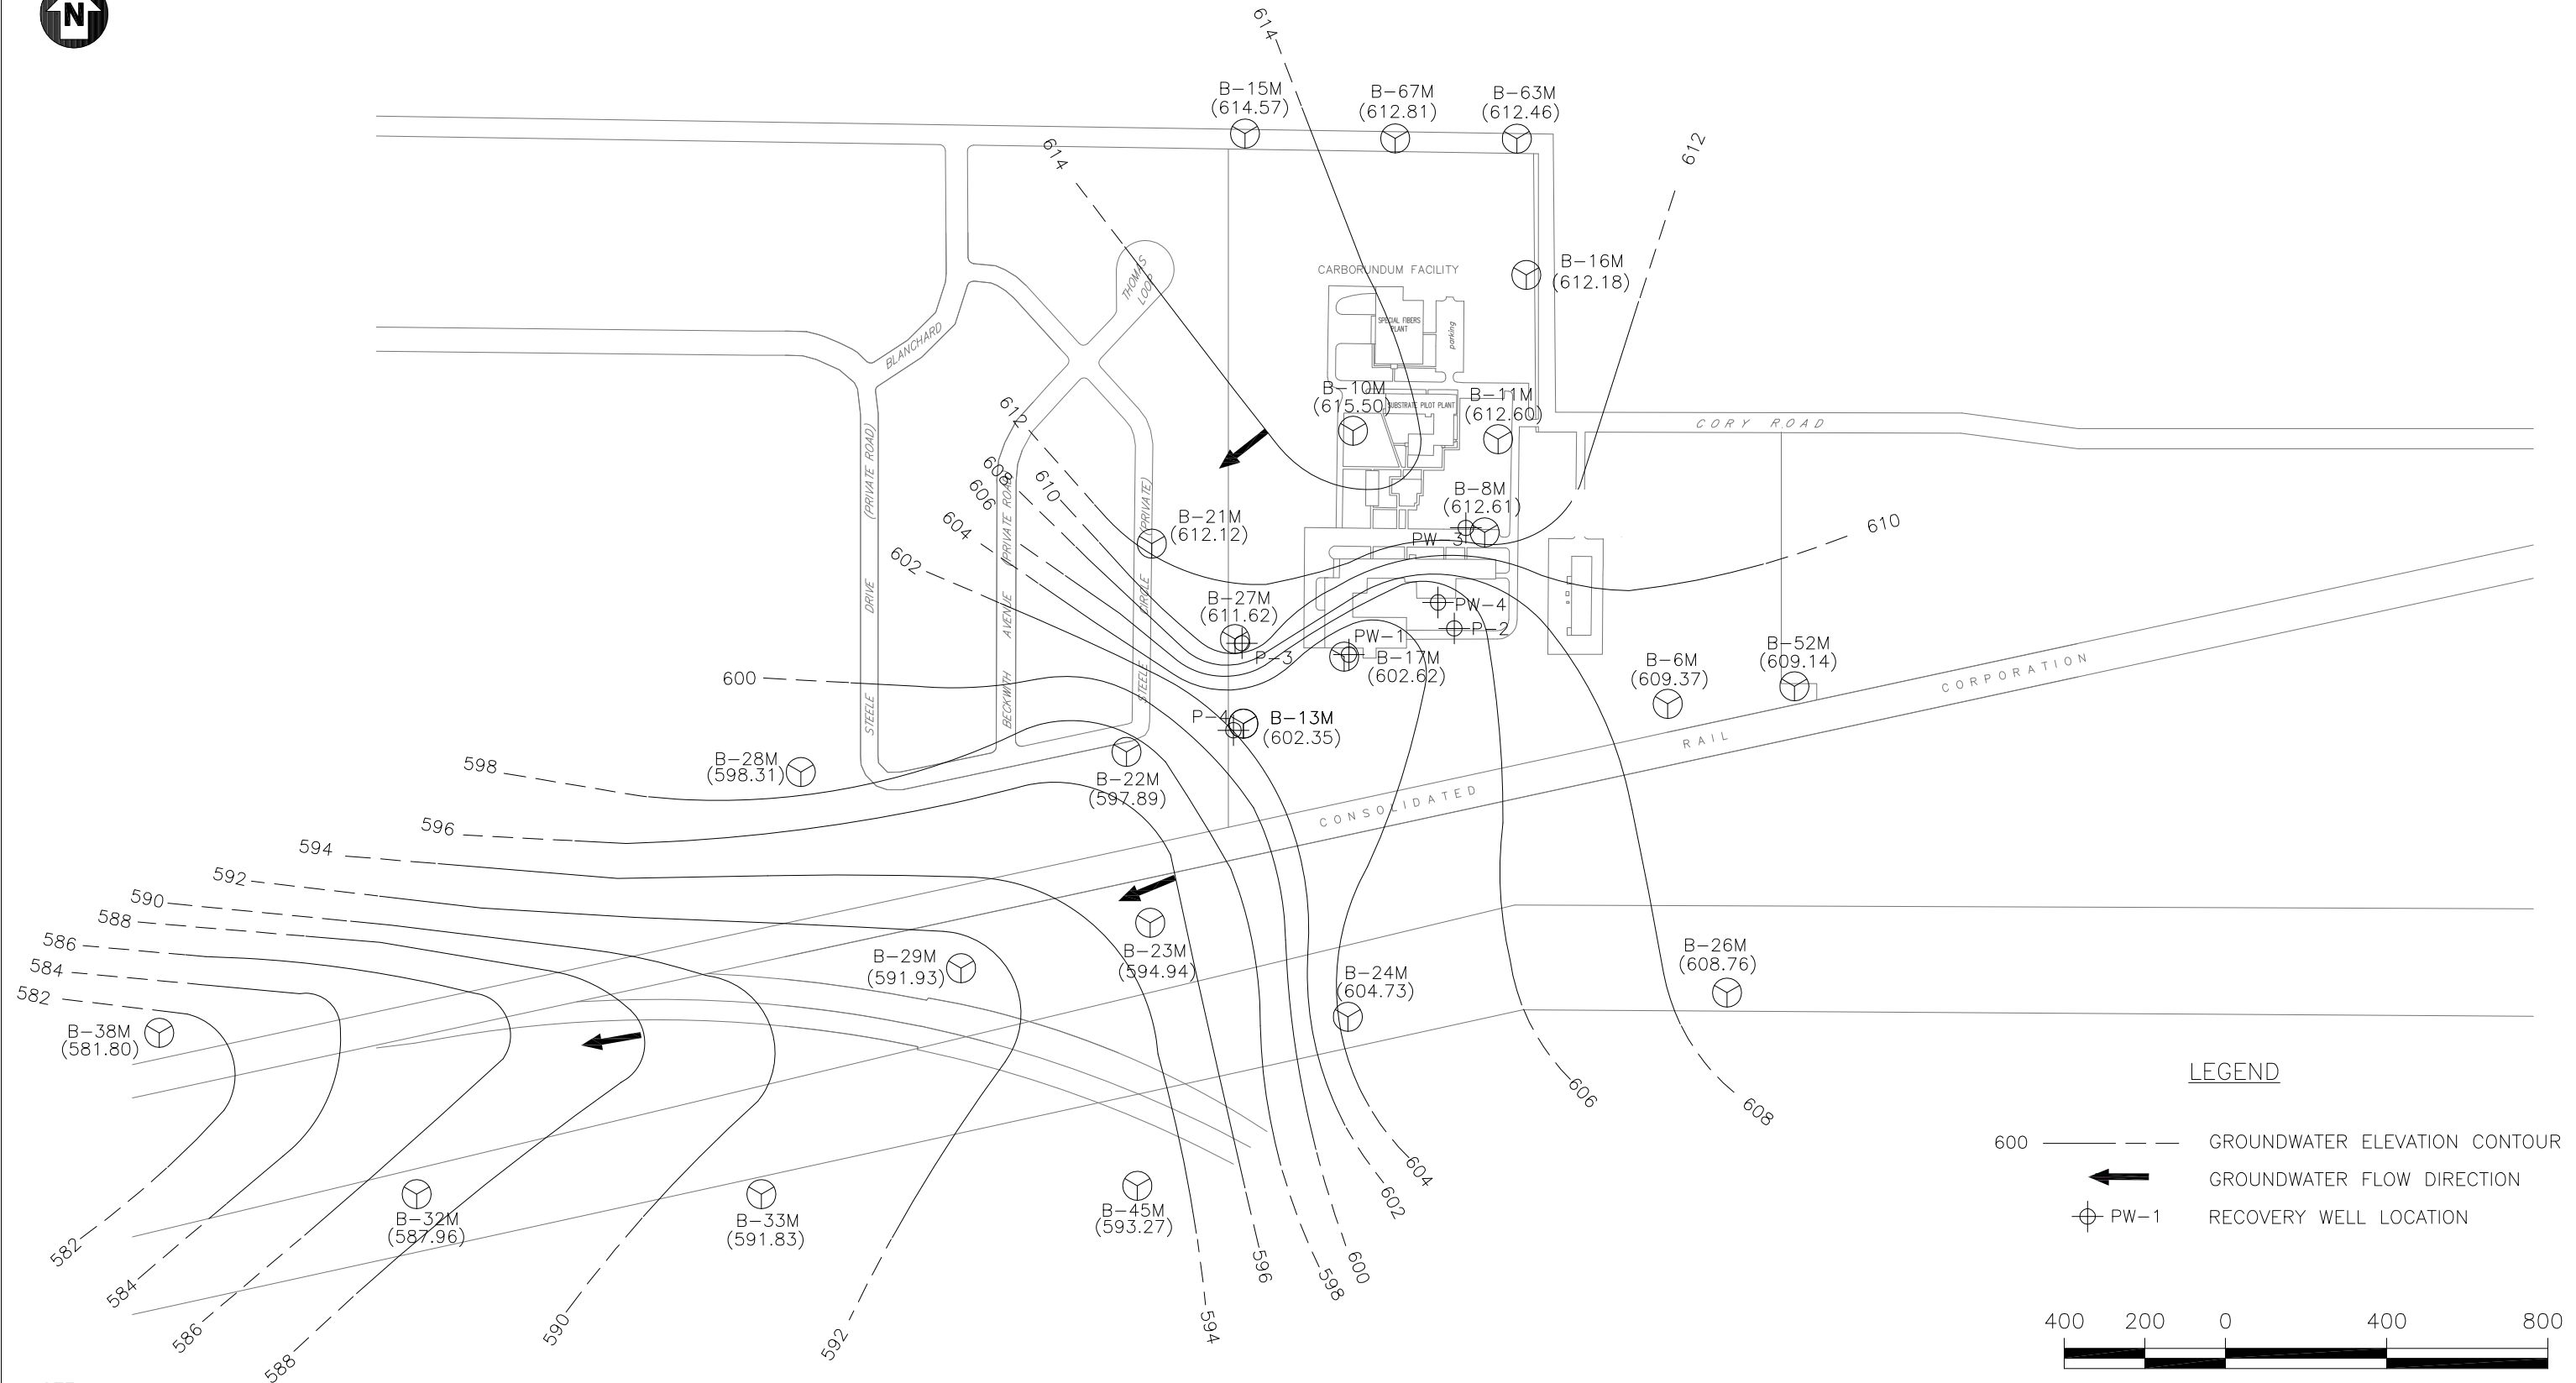 N
614
B-15M
(614.57)
B-67M
(612.81)
B-63M
(612.46)
614
612
B-16M
(612.18)
CARBORUNDUM FACILITY
THOMAS
LOOP
SPECIAL FIBERS
PLANT
parking
BLANCHARD
B-10M
(615.50)
SUBSTRATE PILOT PLANT
B-11M
(612.60)
CORY ROAD
612
608
610
606
604
602
STEELE DRIVE (PRIVATE ROAD)
BECKWITH AVENUE (PRIVATE ROAD)
STEELE CIRCLE (PRIVATE)
B-21M
(612.12)
B-8M
(612.61)
PW-3
610
B-27M
(611.62)
P-3
PW-1
B-17M
(602.62)
PW-4
P-2
B-6M
(609.37)
B-52M
(609.14)
CONSOLIDATED RAIL CORPORATION
600
P-4
B-13M
(602.35)
598
B-28M
(598.31)
B-22M
(597.89)
596
594
592
590
588
586
584
582
B-29M
(591.93)
B-23M
(594.94)
B-24M
(604.73)
B-26M
(608.76)
B-38M
(581.80)
606
608
604
602
B-32M
(587.96)
B-33M
(591.83)
B-45M
(593.27)
582
584
586
588
590
592
594
596
598
600
LEGEND
600 GROUNDWATER ELEVATION CONTOUR
GROUNDWATER FLOW DIRECTION
PW-1 RECOVERY WELL LOCATION
400 200 0 400 800